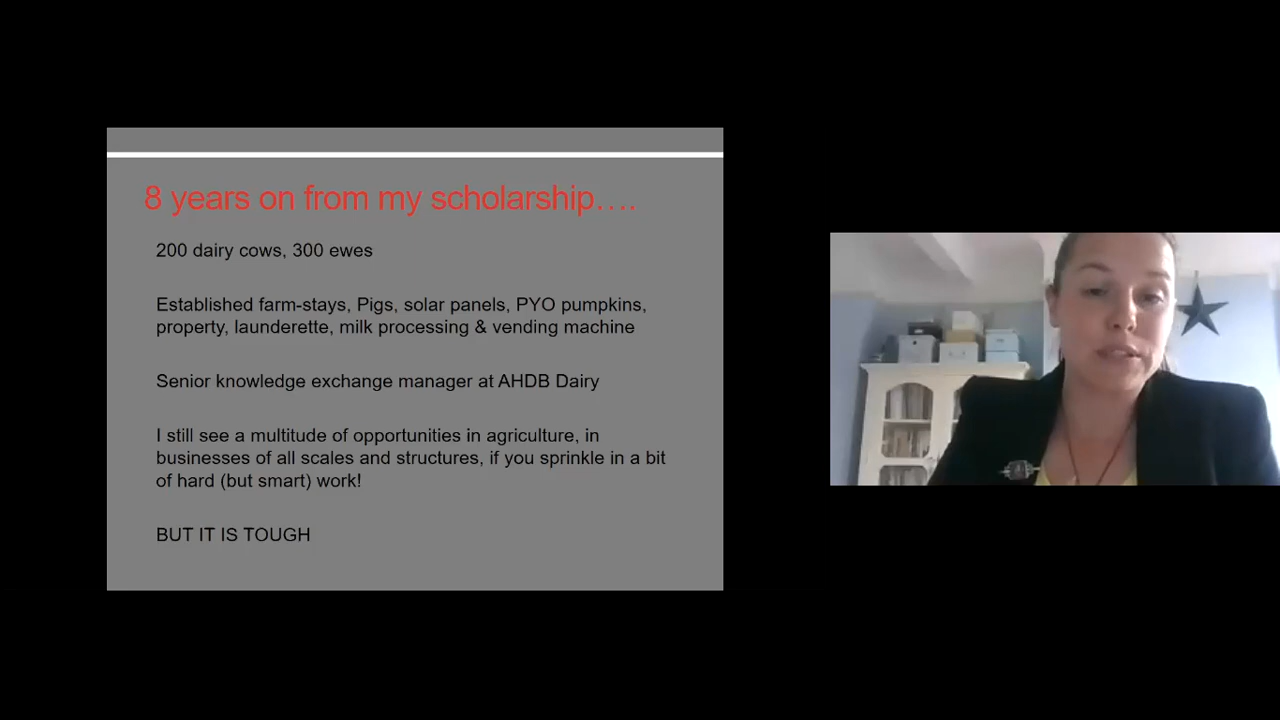 8 years on from my scholarship....
200 dairy cows, 300 ewes
Established farm-stays, Pigs, solar panels, PYO pumpkins,
property, launderette, milk processing & vending machine
Senior knowledge exchange manager at AHDB Dairy
I still see a multitude of opportunities in agriculture, in
businesses of all scales and structures, if you sprinkle in a bit
of hard (but smart) work!
BUT IT IS TOUGH